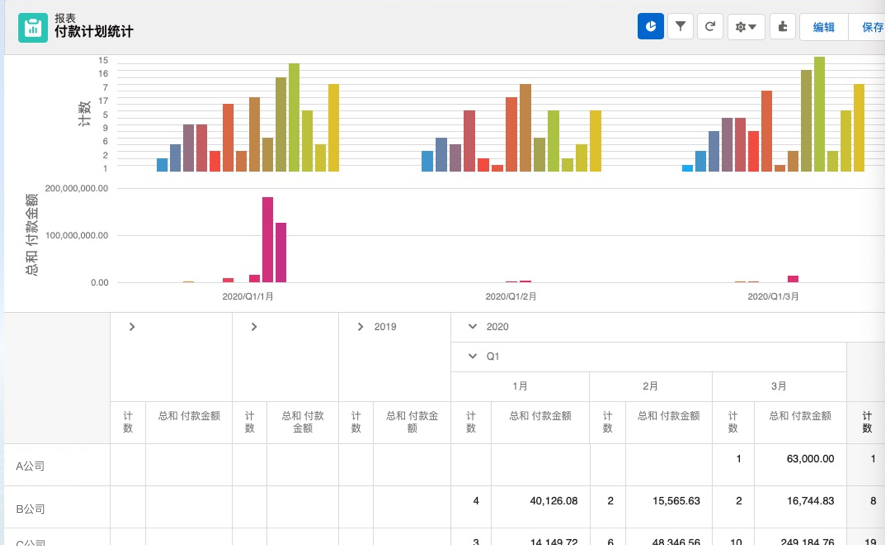 报表
付款计划统计
编辑
保存
计数
15
16
7
17
5
9
6
2
1
总和 付款金额
200,000,000.00
100,000,000.00
0.00
2020/Q1/1月
2020/Q1/2月
2020/Q1/3月
2019
2020
Q1
1月
2月
3月
计数
总和 付款金额
计数
总和 付款
金额
计数
总和 付款金
额
计数
总和 付款金额
计数
总和 付款金额
计数
总和 付款金额
计数
A公司
1
63,000.00
1
B公司
4
40,126.08
2
15,565.63
2
16,744.83
8
C公司
3
14,149.72
6
48,346.56
10
249,184.76
19